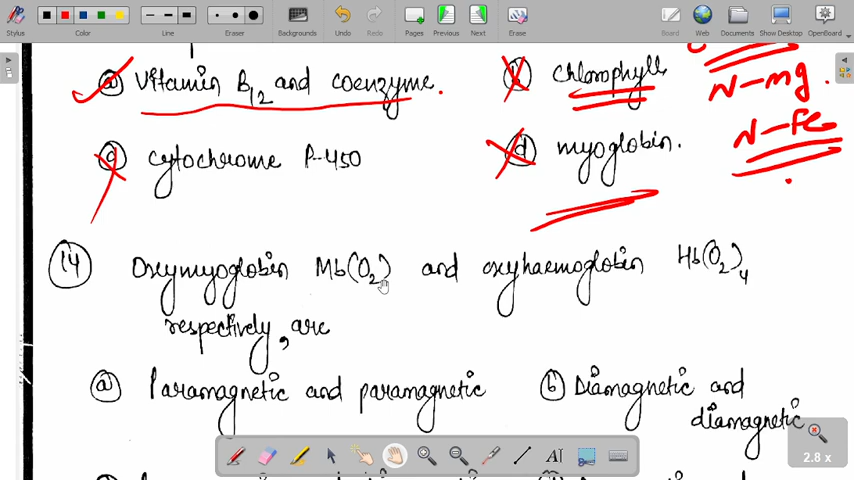 Stylus Colors Line Eraser Backgrounds Undo Redo Pages Previous Next Erase Board Web Documents Show Desktop OpenBoard
ⓐ Vitamin B12 and coenzyme. ⓑ chlorophyll
N-mg.
N-Fe
ⓒ cytochrome P-450 ⓓ myoglobin.
⑭ Oxymyoglobin Mb(O2) and oxyhaemoglobin Hb(O2)4
respectively, are
ⓐ Paramagnetic and paramagnetic ⓑ Diamagnetic and
diamagnetic
2.8 x